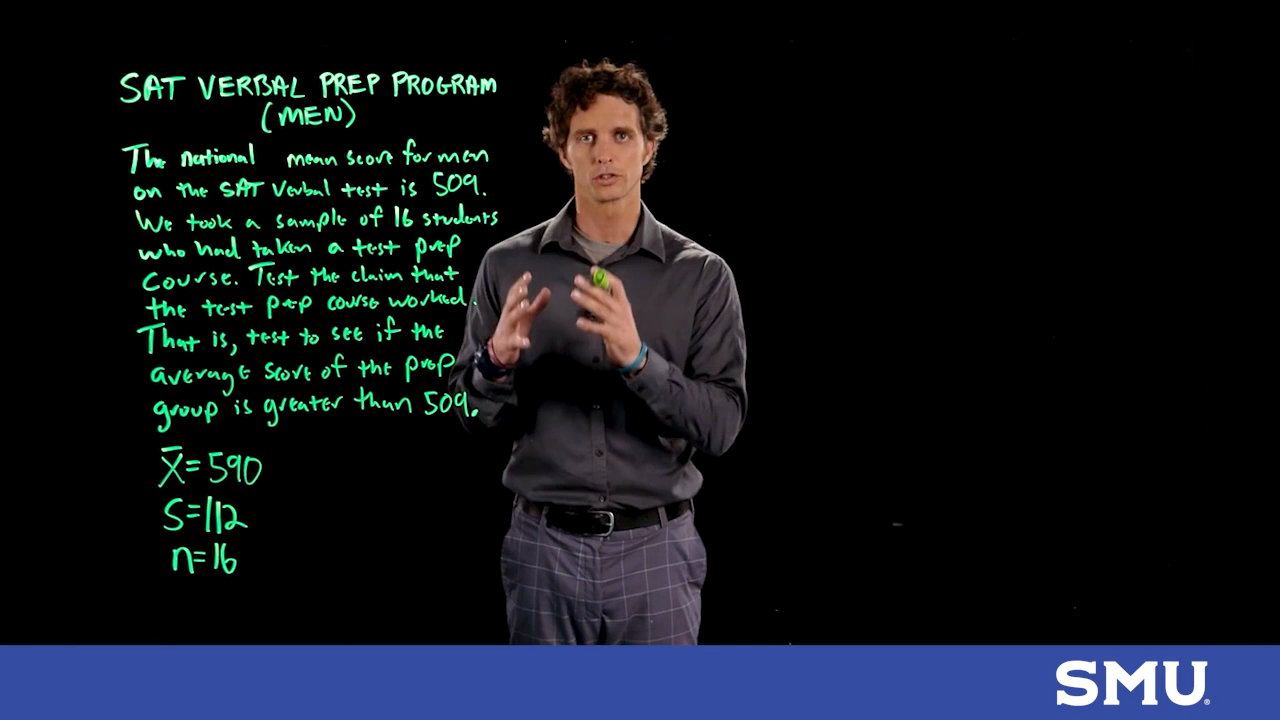 SAT VERBAL PREP PROGRAM
(MEN)
The national mean score for men
on the SAT Verbal test is 509.
We took a sample of 16 students
who had taken a test prep
course. Test the claim that
the test prep course worked.
That is, test to see if the
average score of the prep
group is greater than 509.
X̄=590
S=112
n=16
SMU